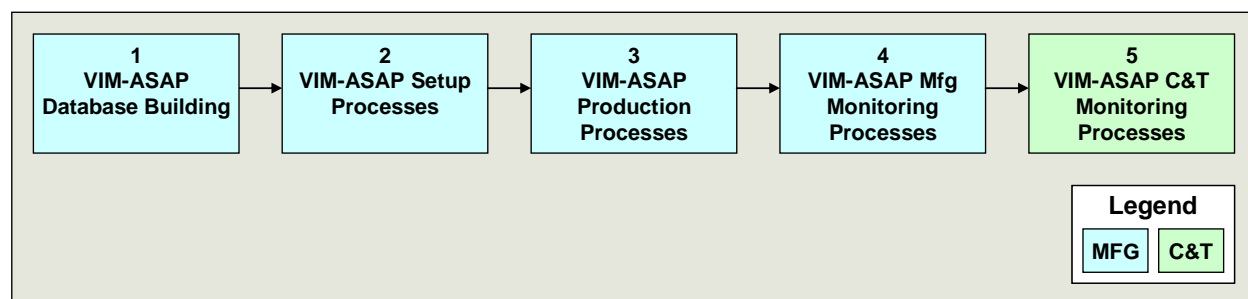 1
VIM-ASAP
Database Building
2
VIM-ASAP Setup
Processes
3
VIM-ASAP
Production
Processes
4
VIM-ASAP Mfg
Monitoring
Processes
5
VIM-ASAP C&T
Monitoring
Processes
Legend
MFG
C&T